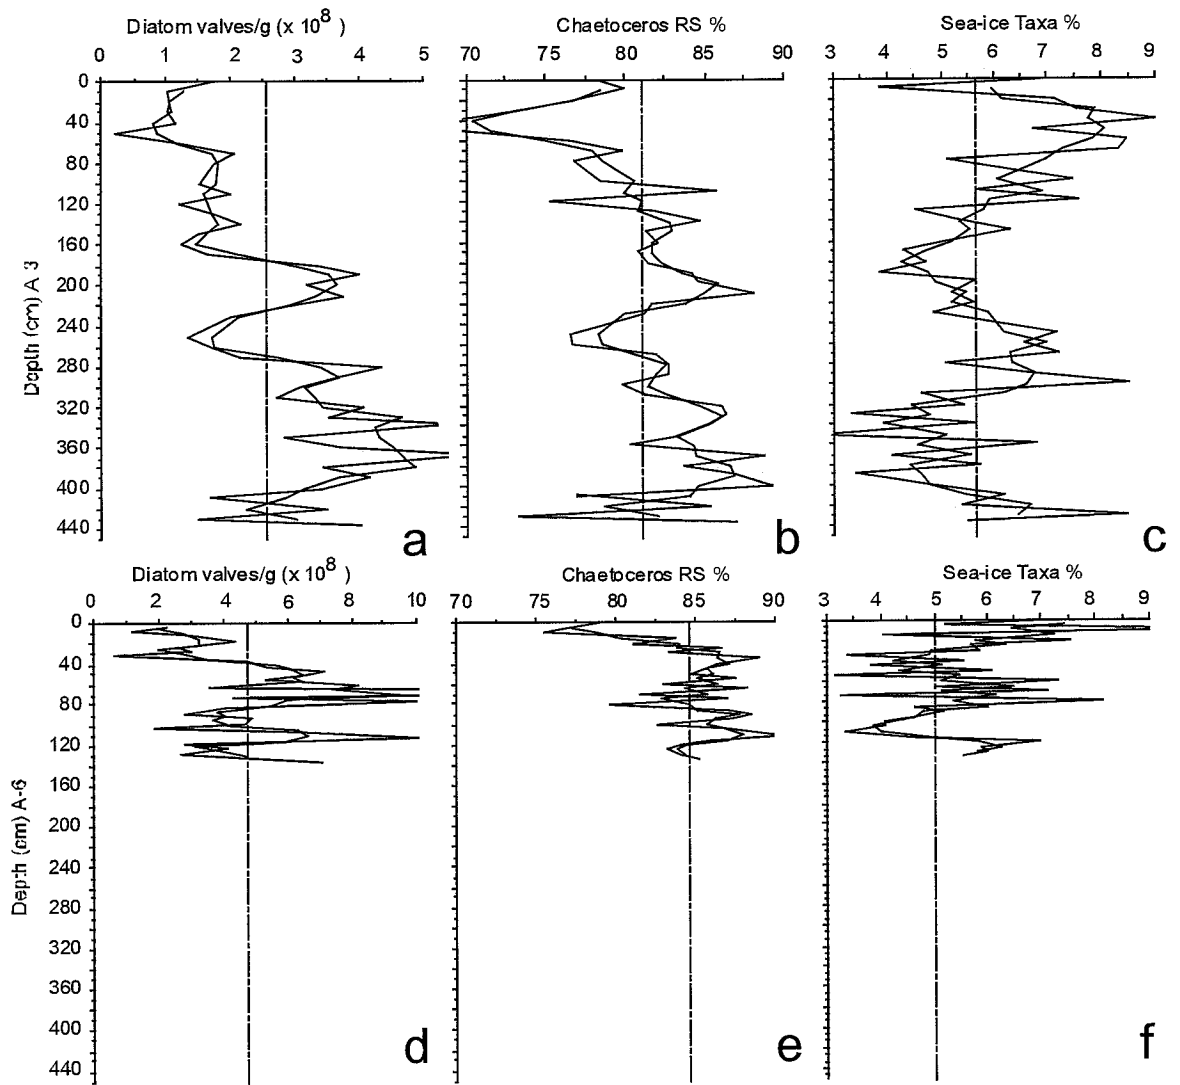 Diatom valves/g (x 10^8 )
Chaetoceros RS %
Sea-ice Taxa %
0 1 2 3 4 5
70 75 80 85 90
3 4 5 6 7 8 9
0
40
80
120
160
200
240
280
320
360
400
440
Depth (cm) A 3
a
b
c
Diatom valves/g (x 10^8 )
Chaetoceros RS %
Sea-ice Taxa %
0 2 4 6 8 10
70 75 80 85 90
3 4 5 6 7 8 9
0
40
80
120
160
200
240
280
320
360
400
440
Depth (cm) A-6
d
e
f